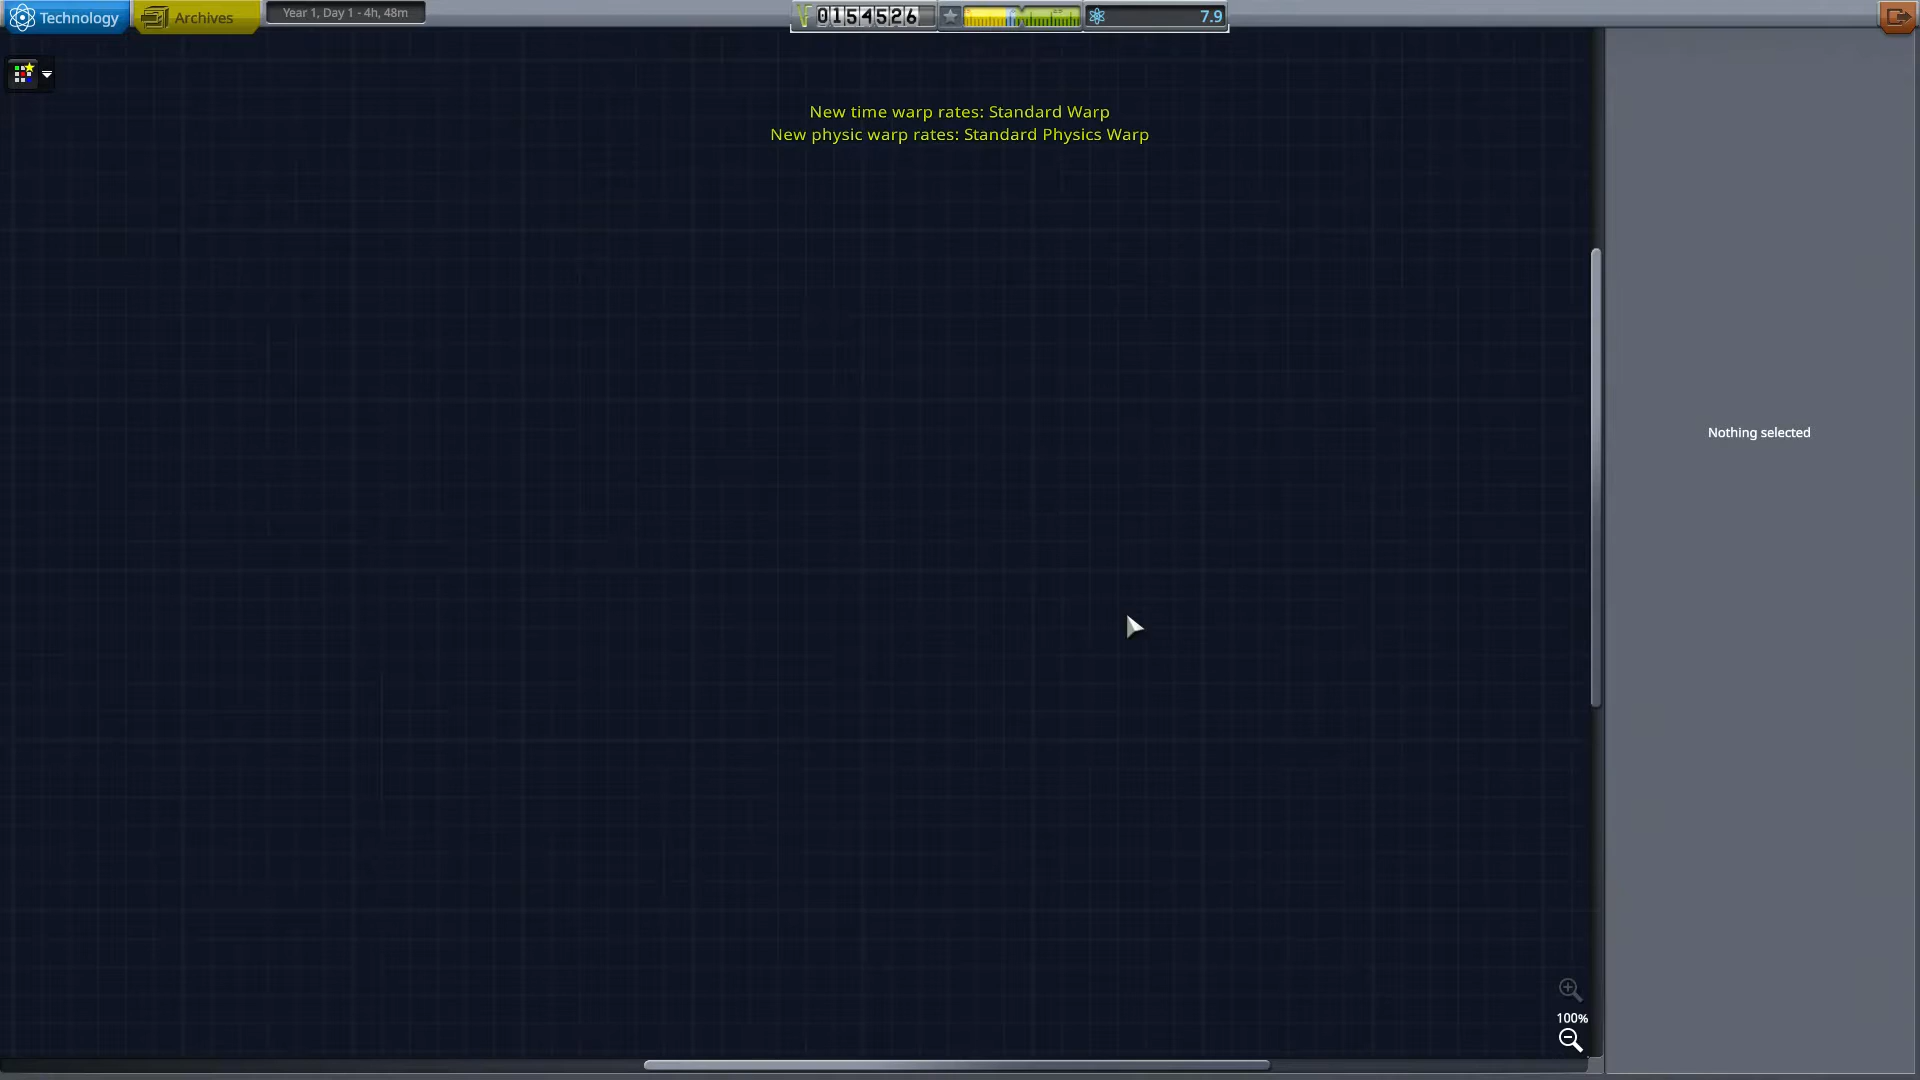 Technology
Archives
Year 1, Day 1 - 4h, 48m
0154526
7.9
New time warp rates: Standard Warp
New physic warp rates: Standard Physics Warp
Nothing selected
100%